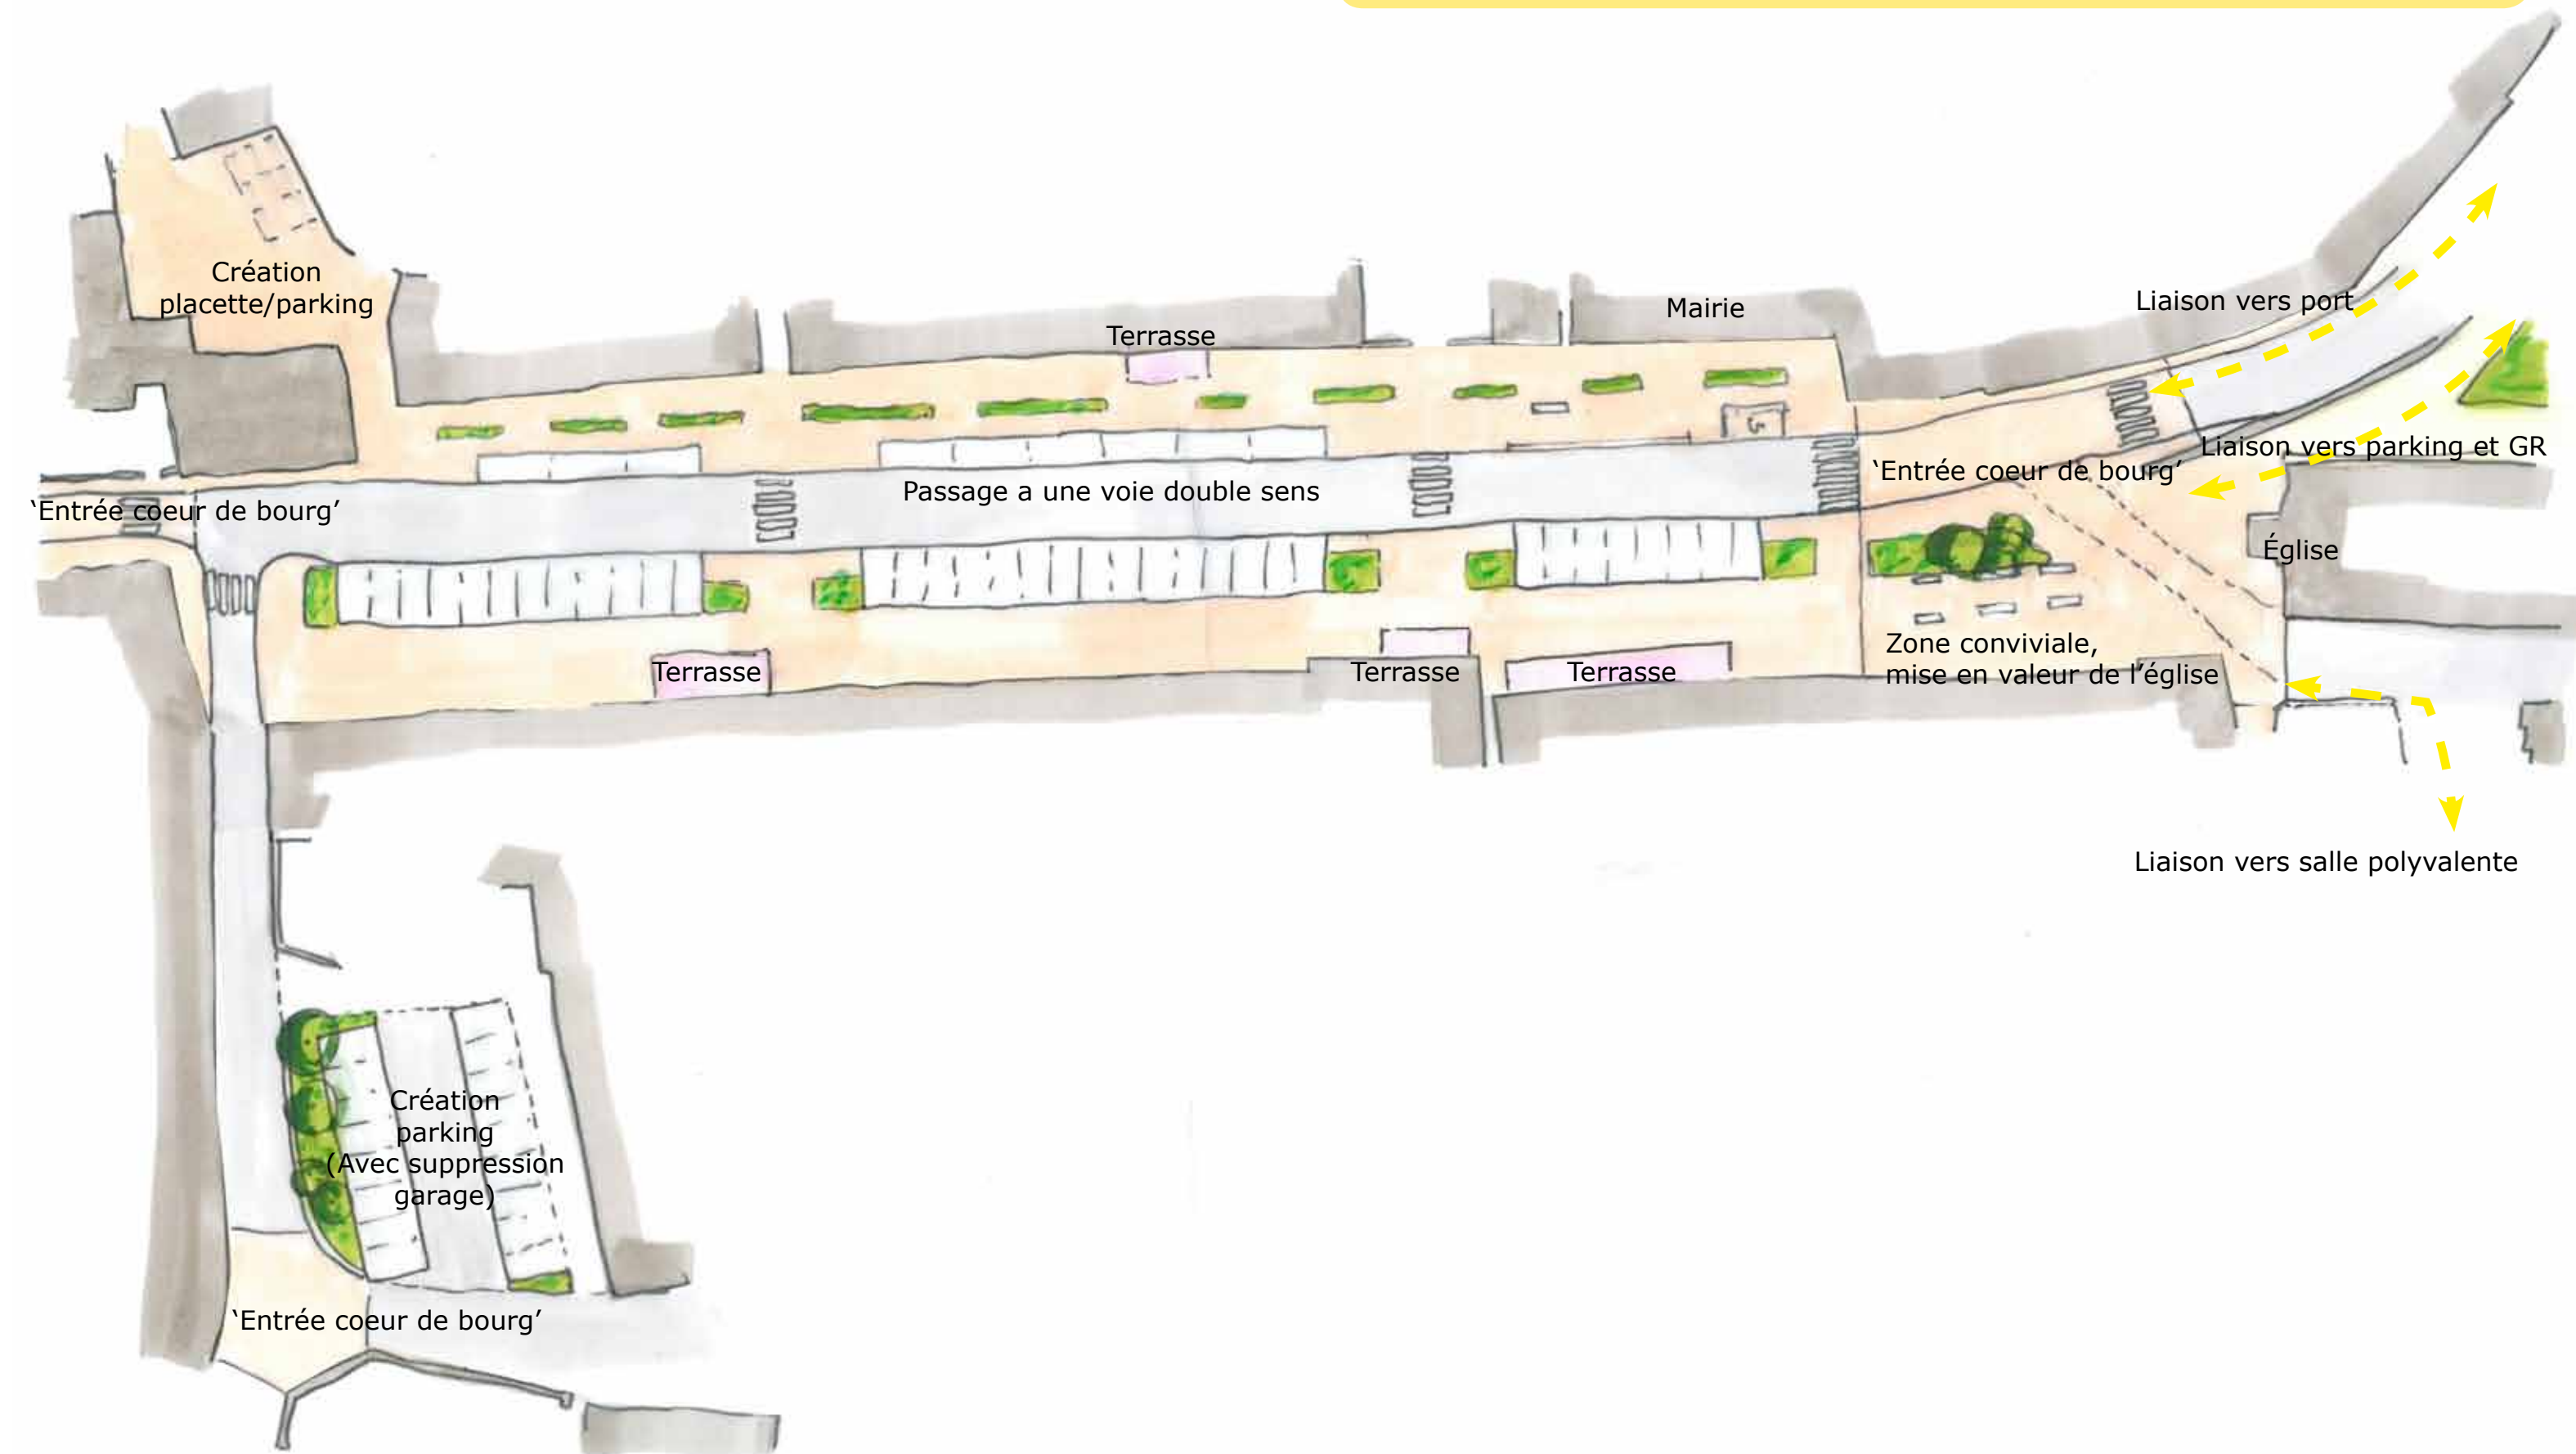 Création
placette/parking
Terrasse
Mairie
Liaison vers port
Liaison vers parking et GR
‘Entrée coeur de bourg’
Passage a une voie double sens
‘Entrée coeur de bourg’
Église
Terrasse
Terrasse
Terrasse
Zone conviviale,
mise en valeur de l’église
Liaison vers salle polyvalente
Création
parking
(Avec suppression
garage)
‘Entrée coeur de bourg’